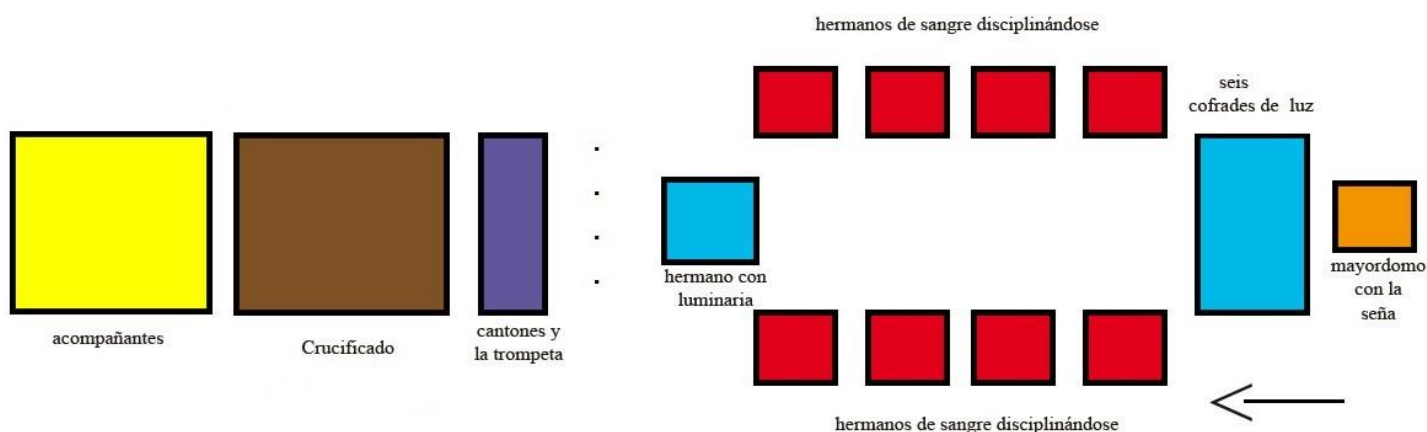 hermanos de sangre disciplinándose
seis
cofrades de luz
hermano con
luminaria
mayordomo
con la
seña
acompañantes
Crucificado
cantones y
la trompeta
hermanos de sangre disciplinándose